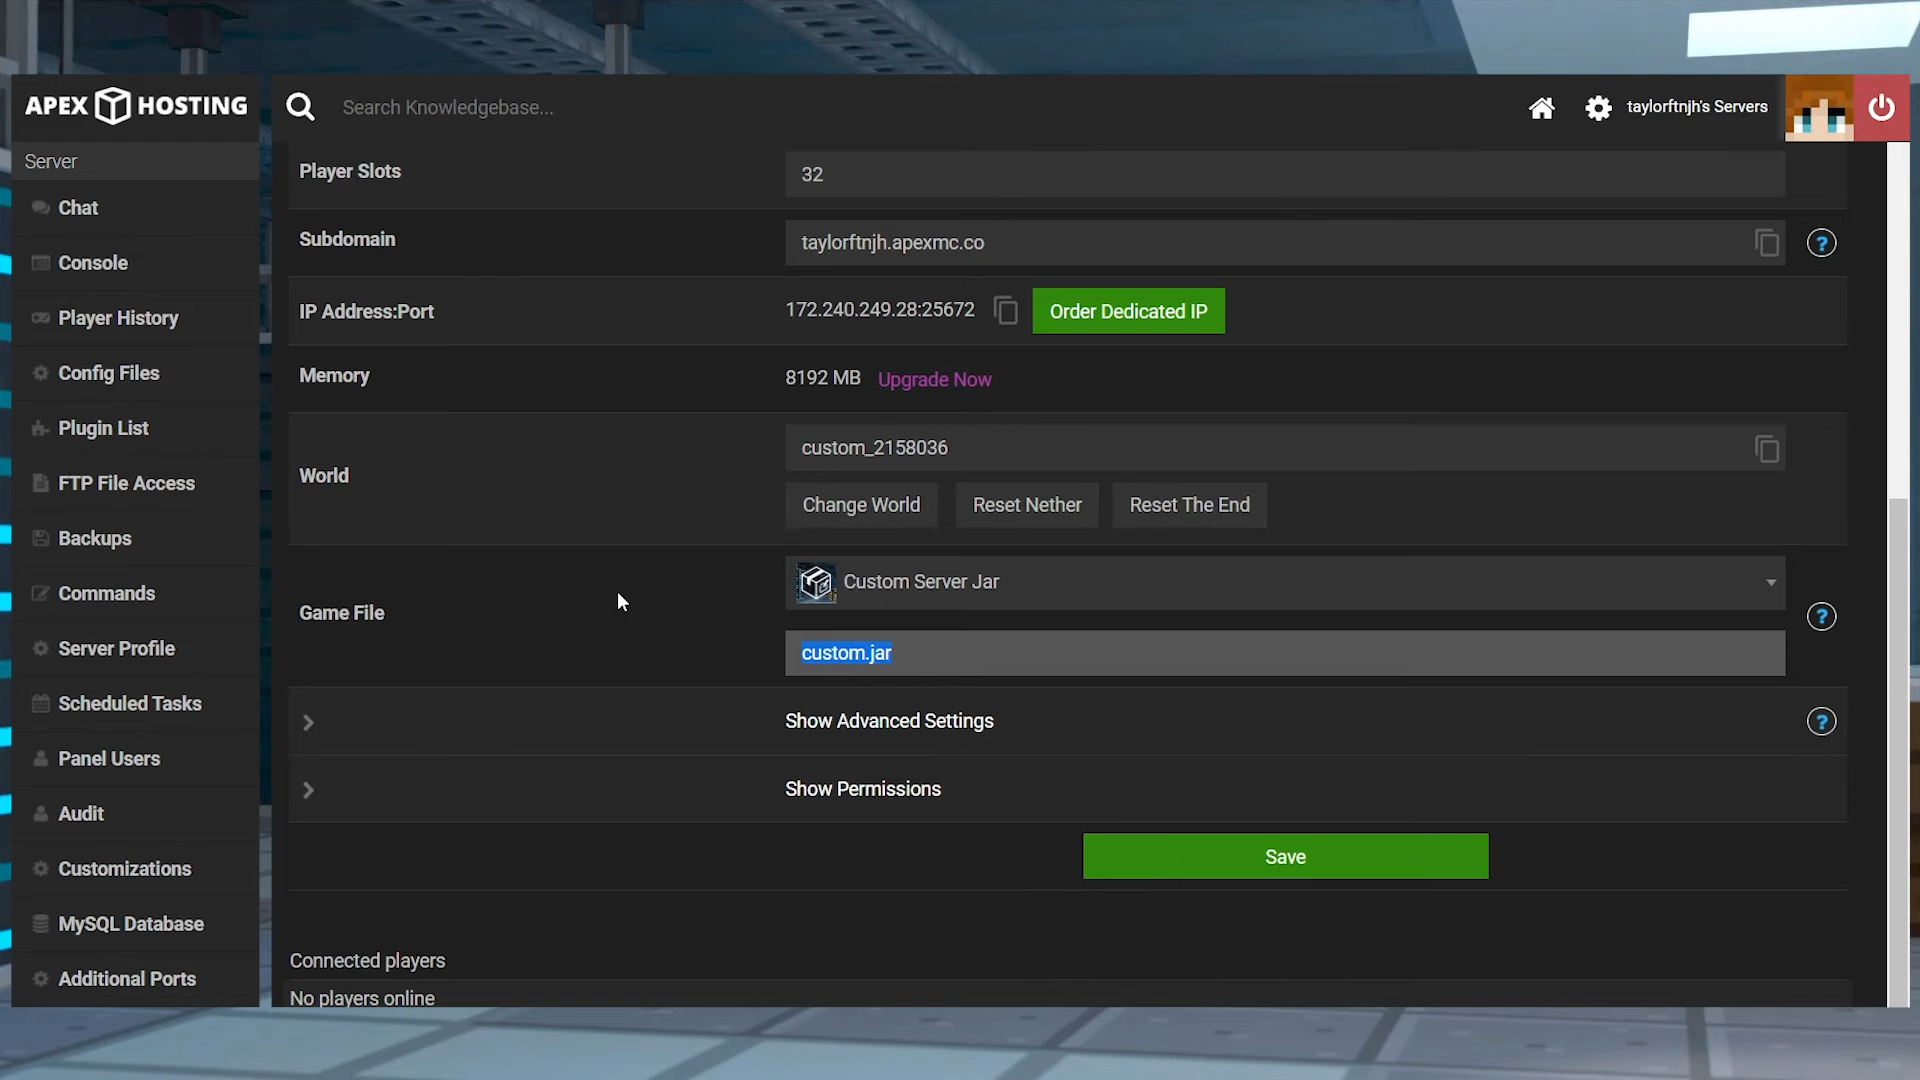 APEX HOSTING
Search Knowledgebase...
taylorftnjh's Servers
Server
Chat
Console
Player History
Config Files
Plugin List
FTP File Access
Backups
Commands
Server Profile
Scheduled Tasks
Panel Users
Audit
Customizations
MySQL Database
Additional Ports
Player Slots
32
Subdomain
taylorftnjh.apexmc.co
?
IP Address:Port
172.240.249.28:25672
Order Dedicated IP
Memory
8192 MB Upgrade Now
World
custom_2158036
Change World
Reset Nether
Reset The End
Game File
Custom Server Jar
?
custom.jar
Show Advanced Settings
?
Show Permissions
Save
Connected players
No players online